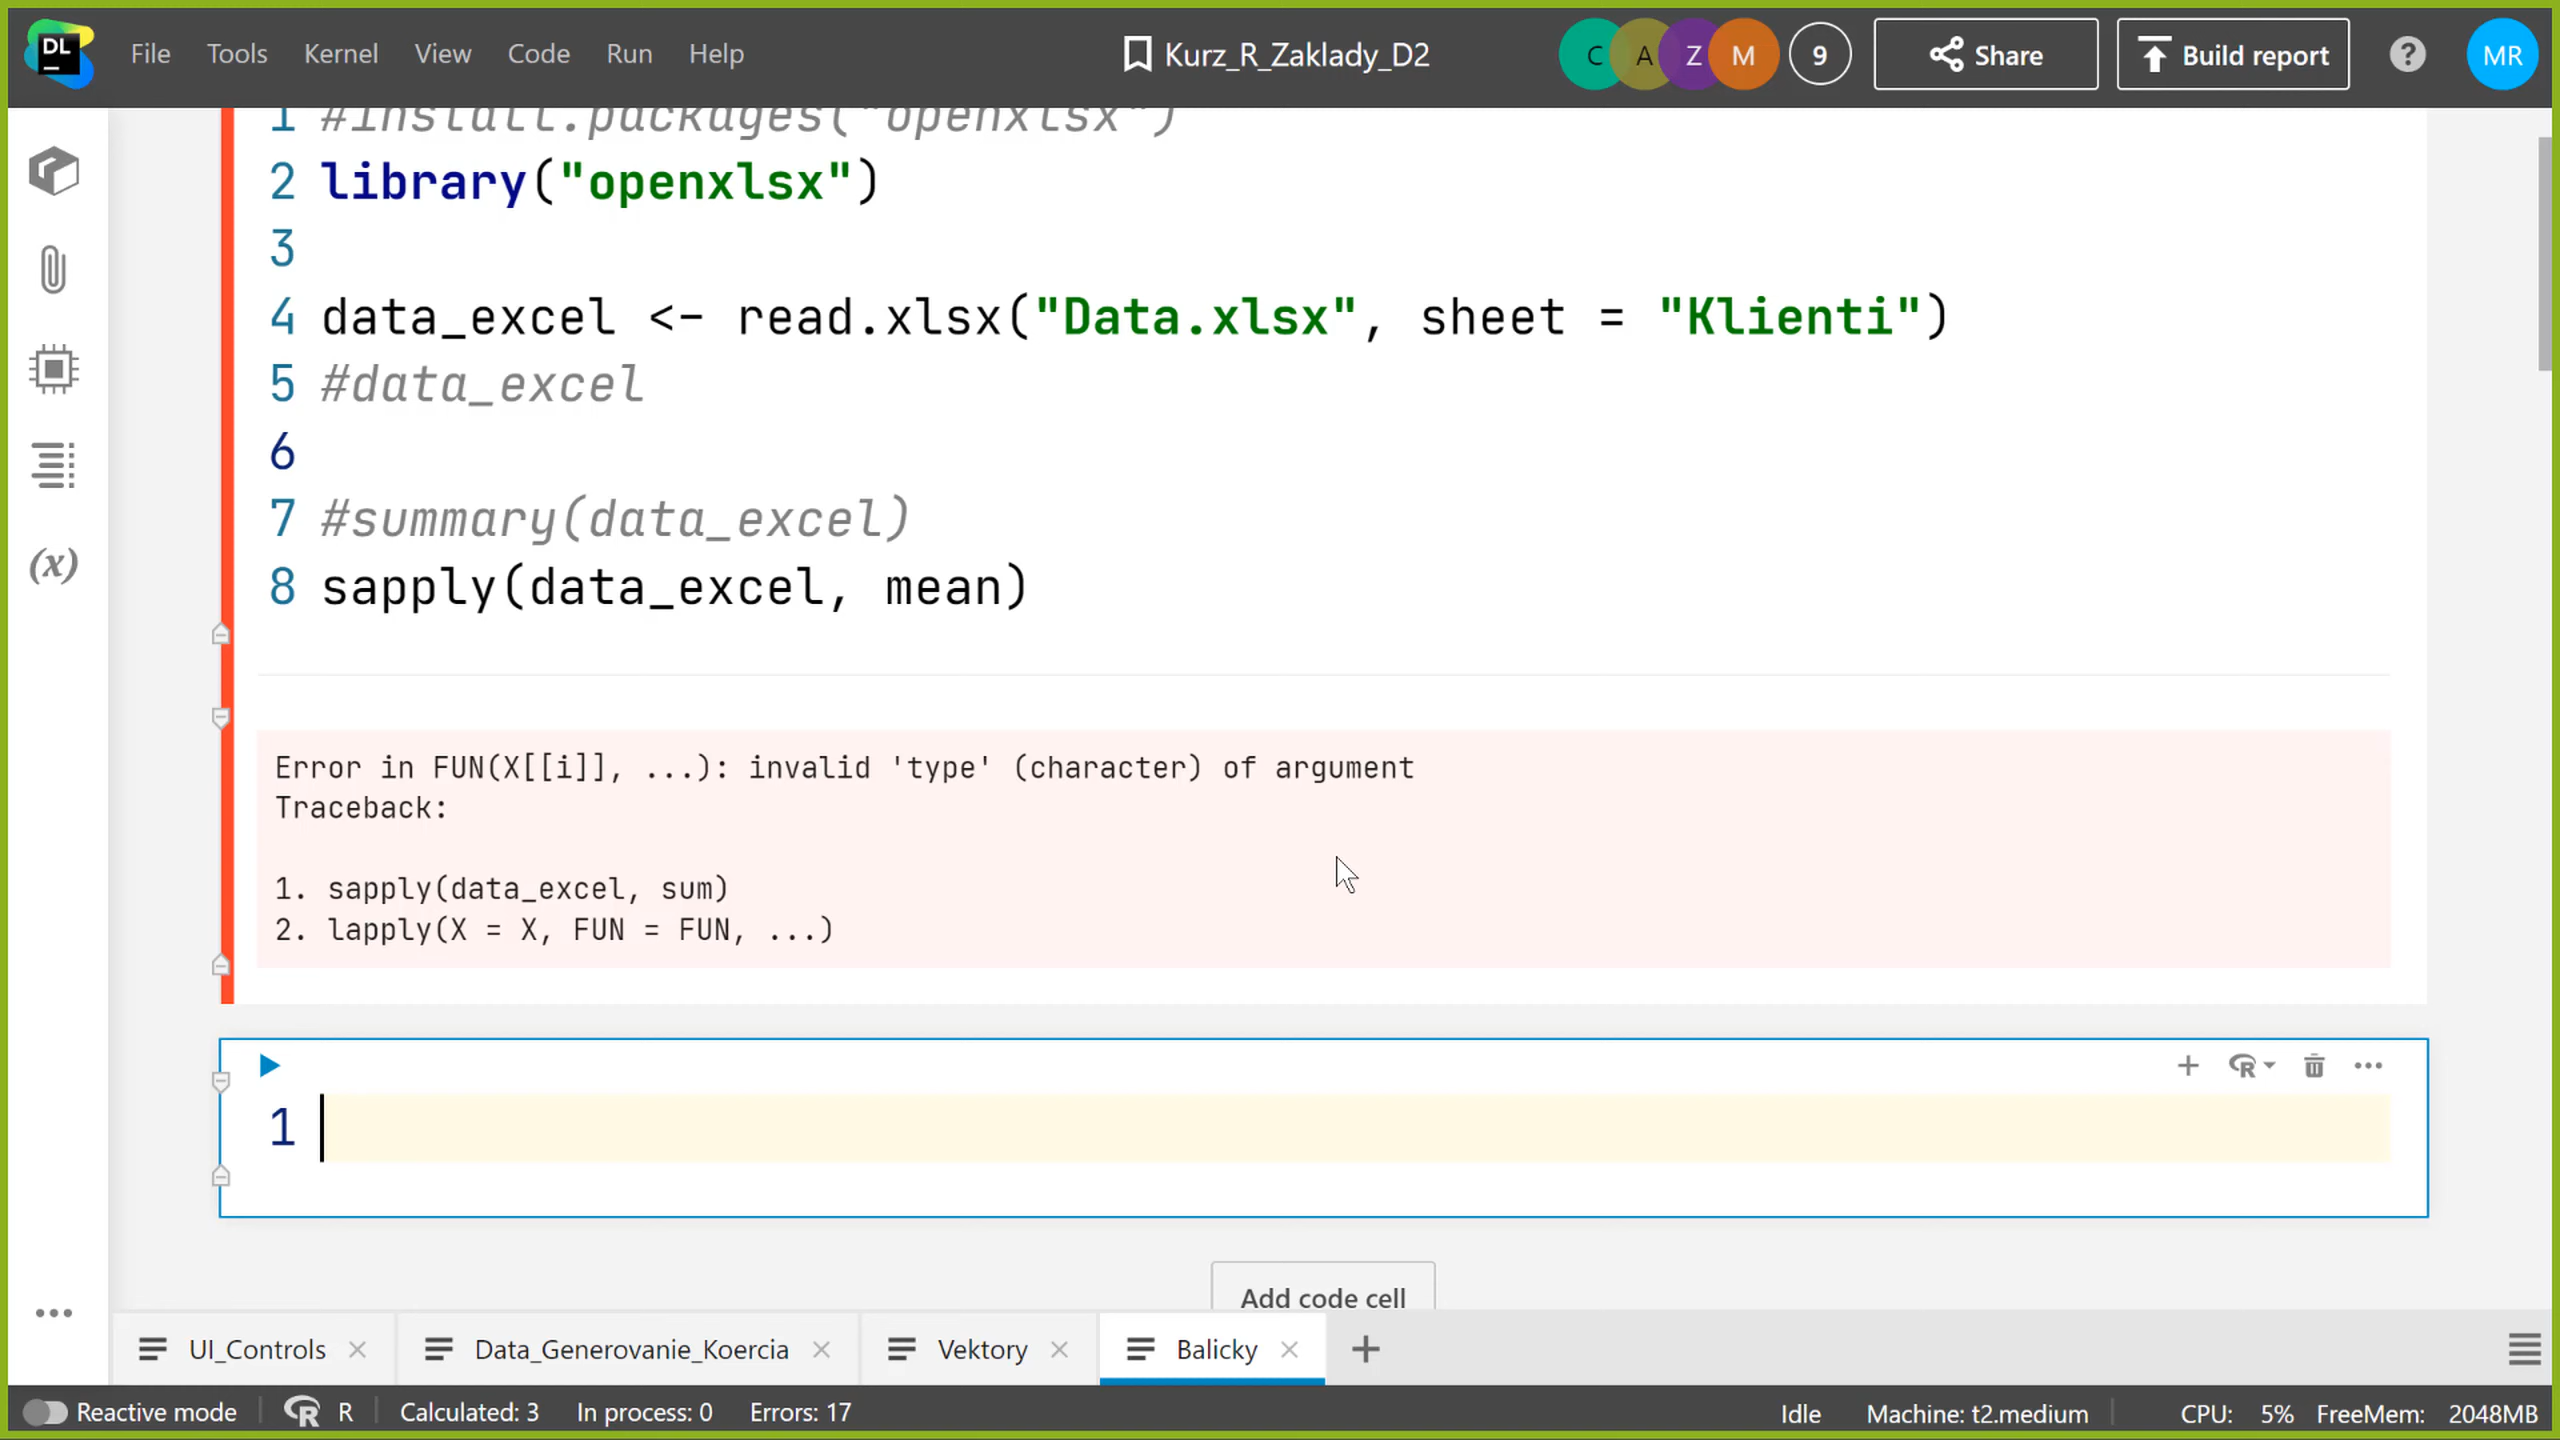 DL
File Tools Kernel View Code Run Help
Kurz_R_Zaklady_D2
C A Z M 9
Share
Build report
?
MR
1 #install.packages("openxlsx")
2 library("openxlsx")
3
4 data_excel <- read.xlsx("Data.xlsx", sheet = "Klienti")
5 #data_excel
6
7 #summary(data_excel)
8 sapply(data_excel, mean)
(x)
Error in FUN(X[[i]], ...): invalid 'type' (character) of argument
Traceback:
1. sapply(data_excel, sum)
2. lapply(X = X, FUN = FUN, ...)
R
1
Add code cell
UI_Controls
Data_Generovanie_Koercia
Vektory
Balicky
Reactive mode R R Calculated: 3 In process: 0 Errors: 17 Idle Machine: t2.medium CPU: 5% FreeMem: 2048MB